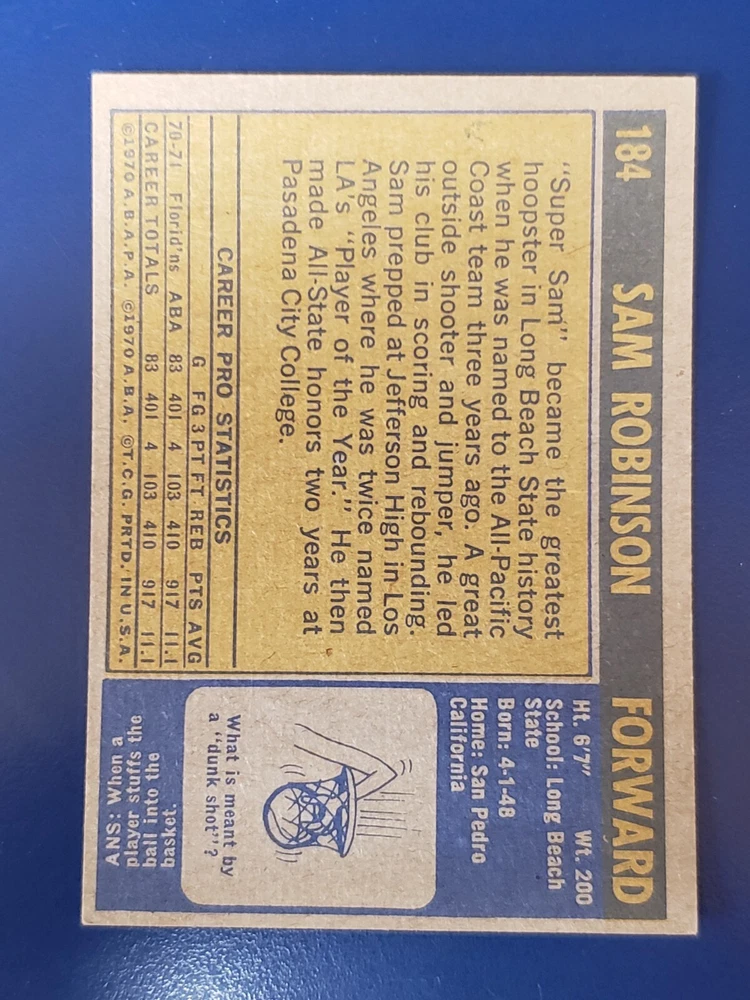 184 SAM ROBINSON FORWARD
"Super Sam" became the greatest
hoopster in Long Beach State history
when he was named to the All-Pacific
Coast team three years ago. A great
outside shooter and jumper, he led
his club in scoring and rebounding.
Sam prepped at Jefferson High in Los
Angeles where he was twice named
LA's "Player of the Year." He then
made All-State honors two years at
Pasadena City College.
CAREER PRO STATISTICS
G FG 3PT FT REB PTS AVG
70-71 Florid'ns ABA 83 401 4 103 410 917 11.1
CAREER TOTALS 83 401 4 103 410 917 11.1
©1970 A.B.A.P.A. ©1970 A.B.A. ©T.C.G. PRTD. IN U.S.A.
Ht. 6'7" Wt. 200
School: Long Beach
State
Born: 4-1-48
Home: San Pedro
California
What is meant by
a "dunk shot"?
ANS: When a
player stuffs the
ball into the
basket.